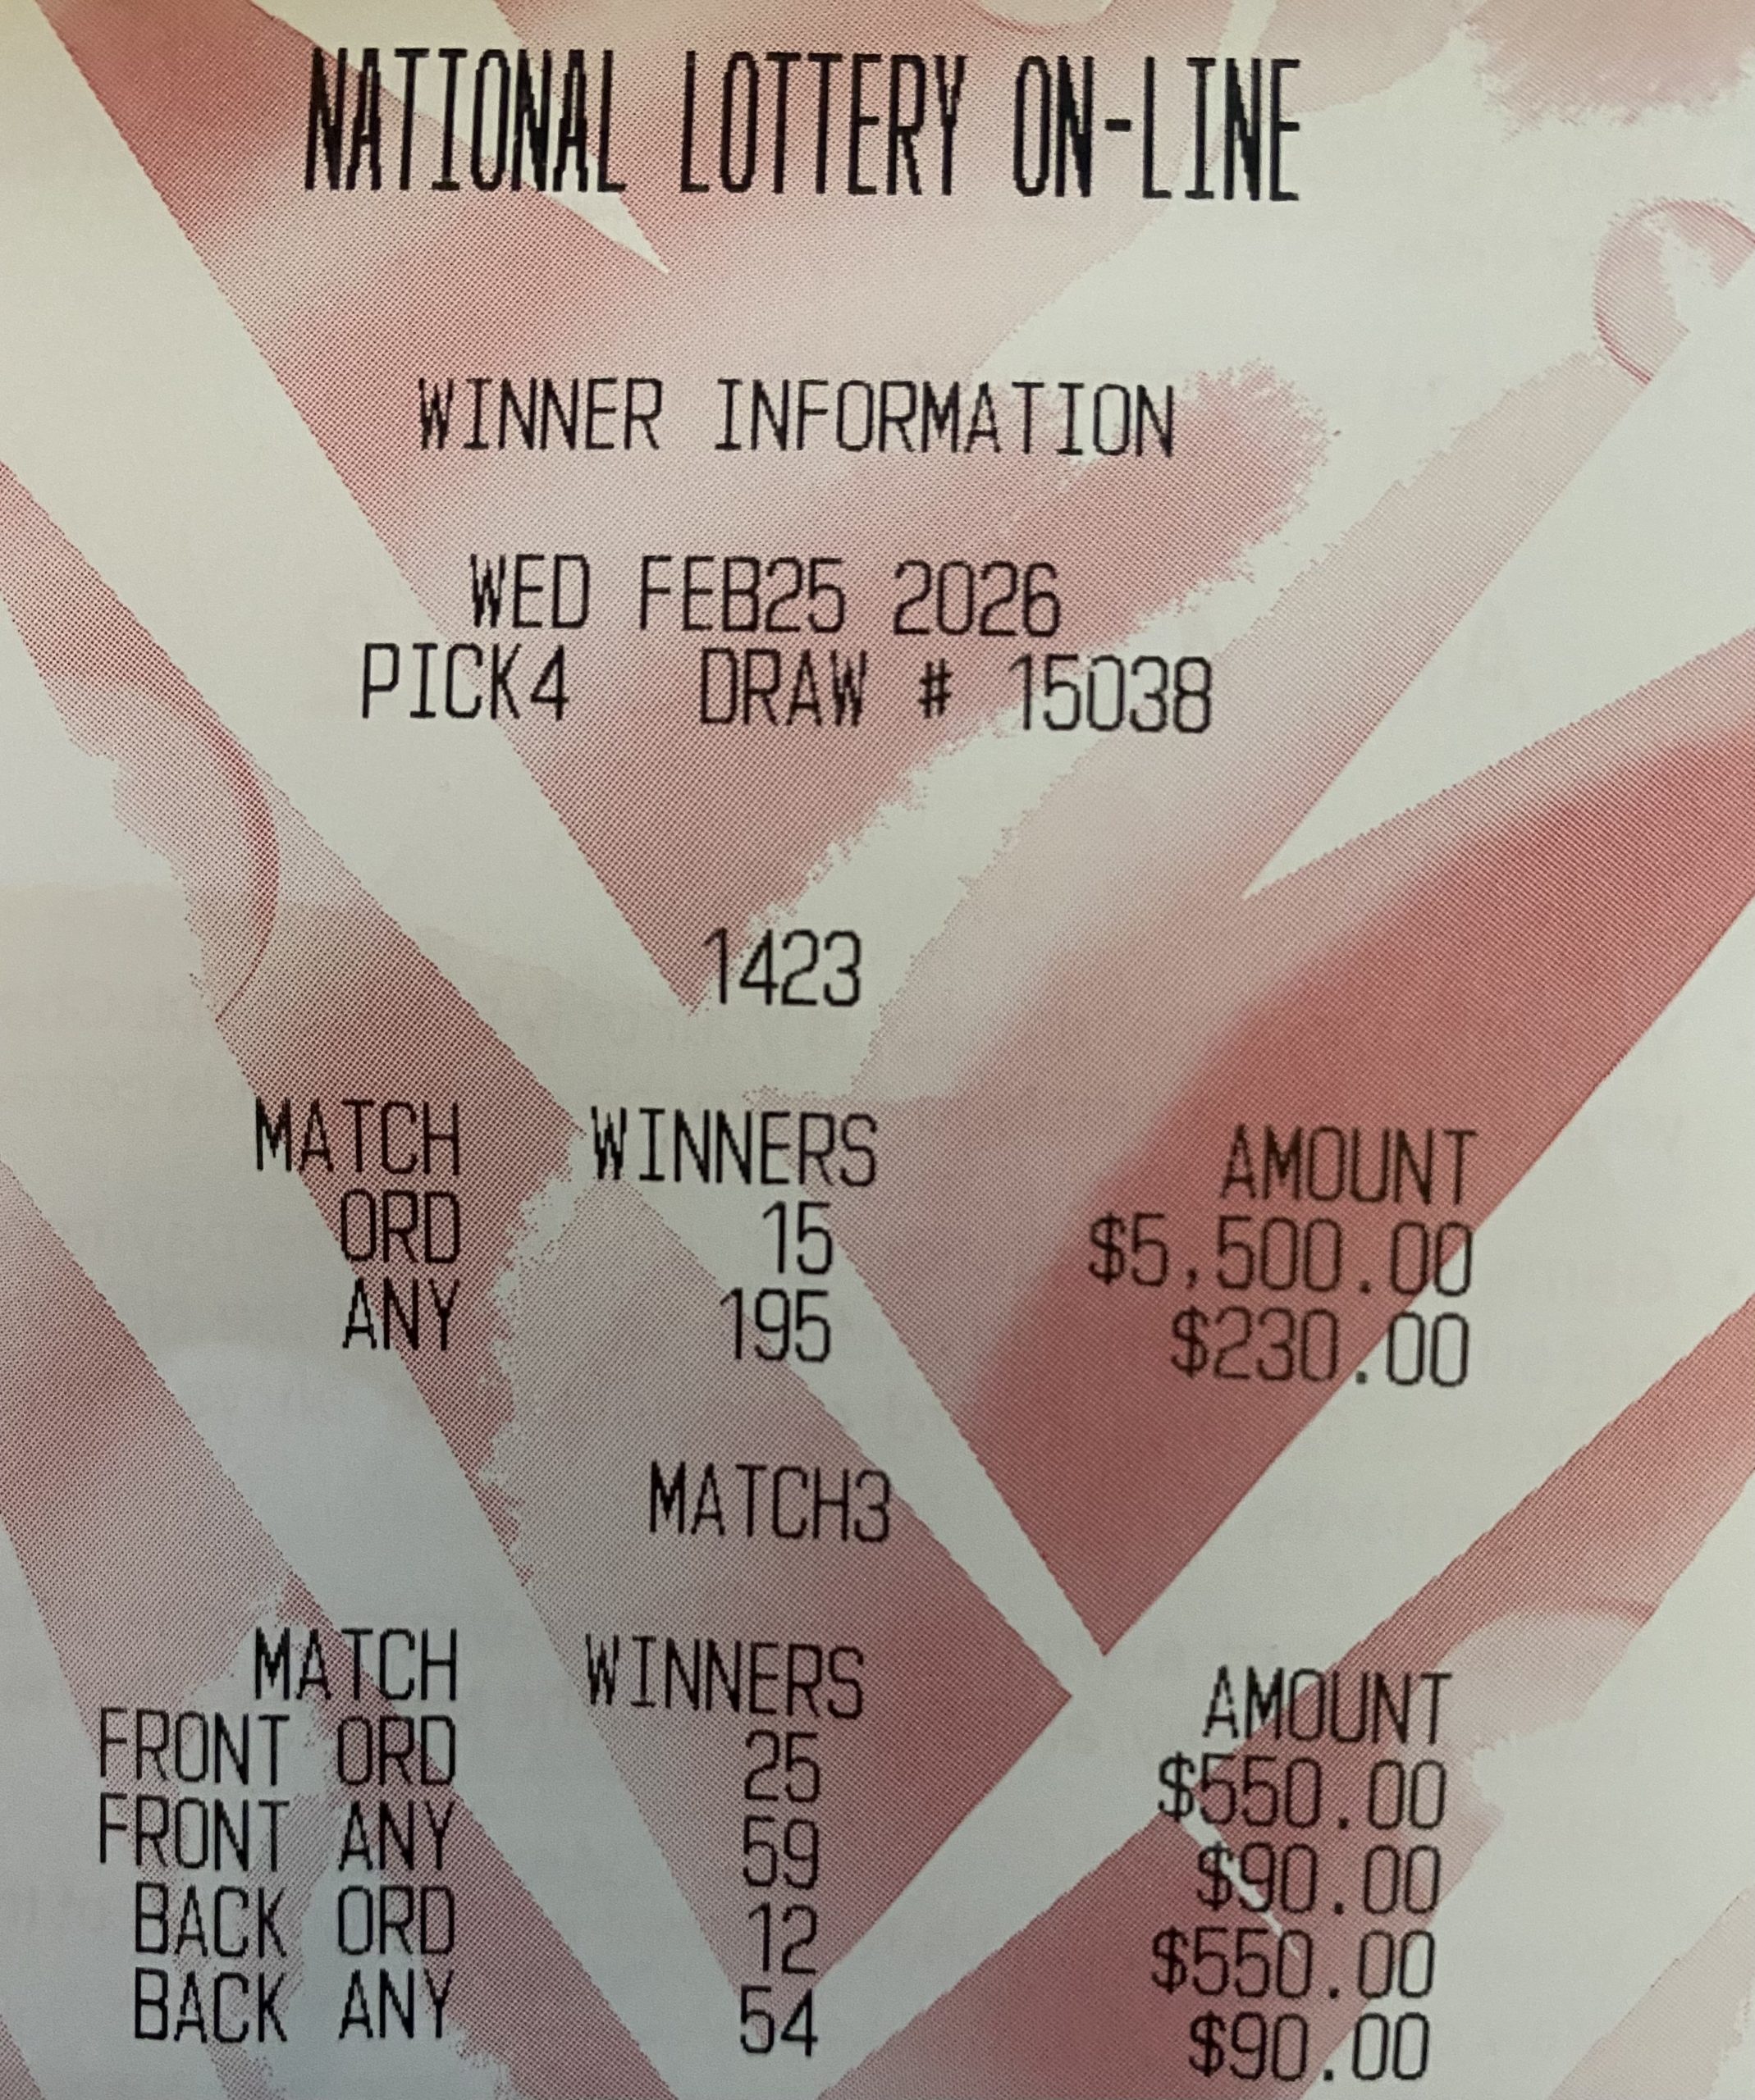 NATIONAL LOTTERY ON-LINE
WINNER INFORMATION
WED FEB25 2026
PICK4 DRAW # 15038
1423
MATCH WINNERS AMOUNT
ORD 15 $5,500.00
ANY 195 $230.00
MATCH3
MATCH WINNERS AMOUNT
FRONT ORD 25 $550.00
FRONT ANY 59 $90.00
BACK ORD 12 $550.00
BACK ANY 54 $90.00